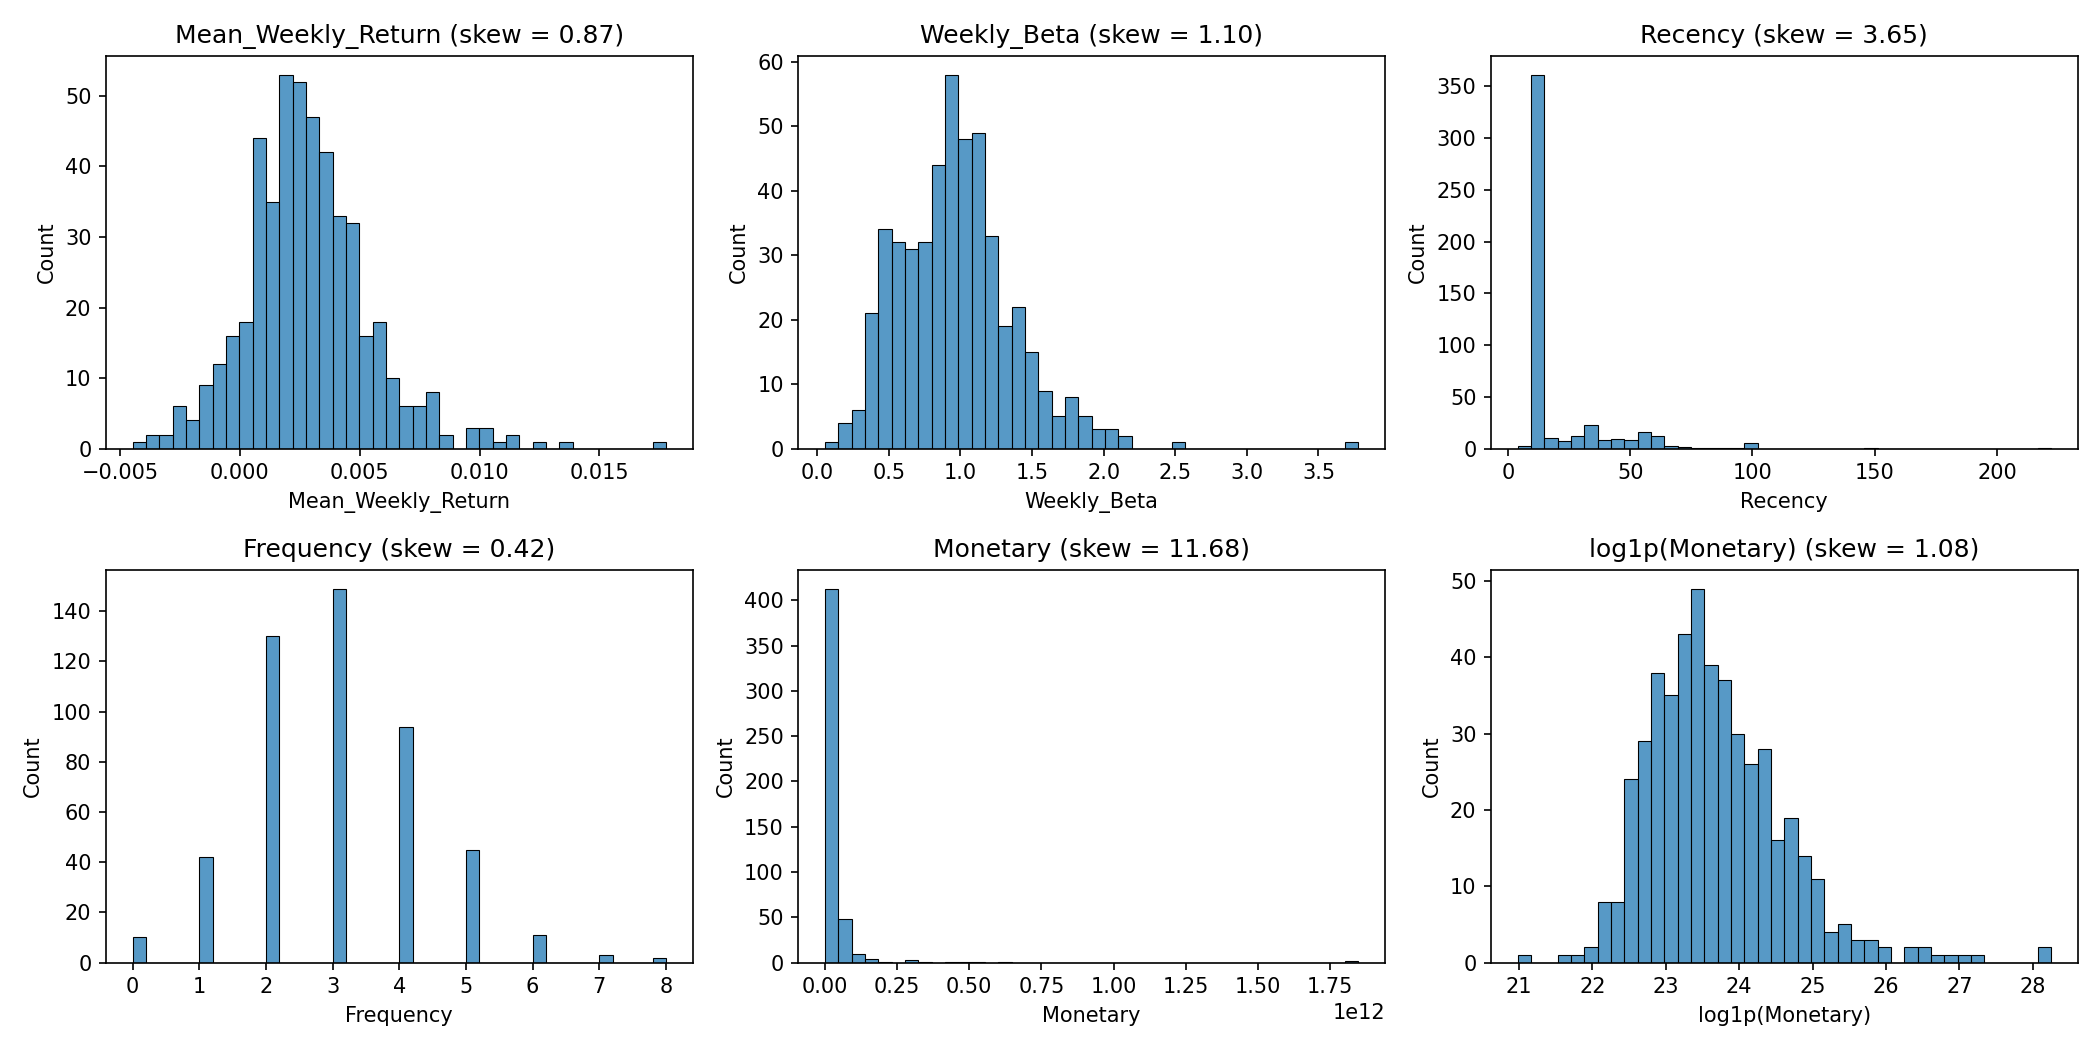 Mean_Weekly_Return (skew = 0.87)
Count
0
10
20
30
40
50
−0.005 0.000 0.005 0.010 0.015
Mean_Weekly_Return
Weekly_Beta (skew = 1.10)
Count
0
10
20
30
40
50
60
0.0 0.5 1.0 1.5 2.0 2.5 3.0 3.5
Weekly_Beta
Recency (skew = 3.65)
Count
0
50
100
150
200
250
300
350
0 50 100 150 200
Recency
Frequency (skew = 0.42)
Count
0
20
40
60
80
100
120
140
0 1 2 3 4 5 6 7 8
Frequency
Monetary (skew = 11.68)
Count
0
50
100
150
200
250
300
350
400
0.00 0.25 0.50 0.75 1.00 1.25 1.50 1.75
1e12
Monetary
log1p(Monetary) (skew = 1.08)
Count
0
10
20
30
40
50
21 22 23 24 25 26 27 28
log1p(Monetary)